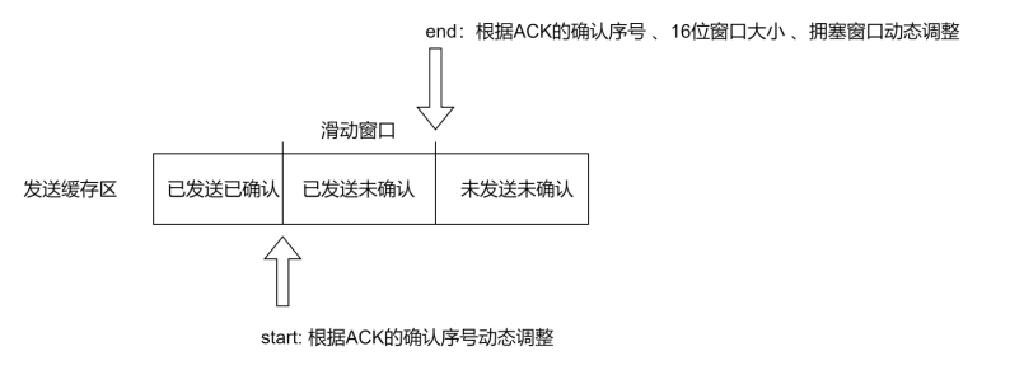 end：根据ACK的确认序号 、16位窗口大小 、拥塞窗口动态调整
滑动窗口
发送缓存区
已发送已确认
已发送未确认
未发送未确认
start: 根据ACK的确认序号动态调整